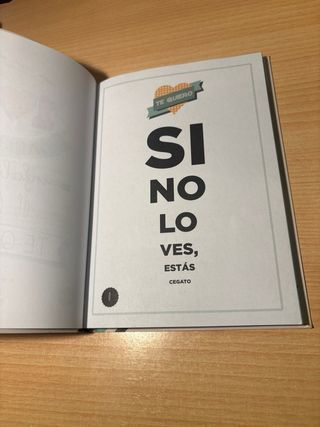 TE QUIERO
SI
NO
LO
VES,
ESTÁS
CEGATO